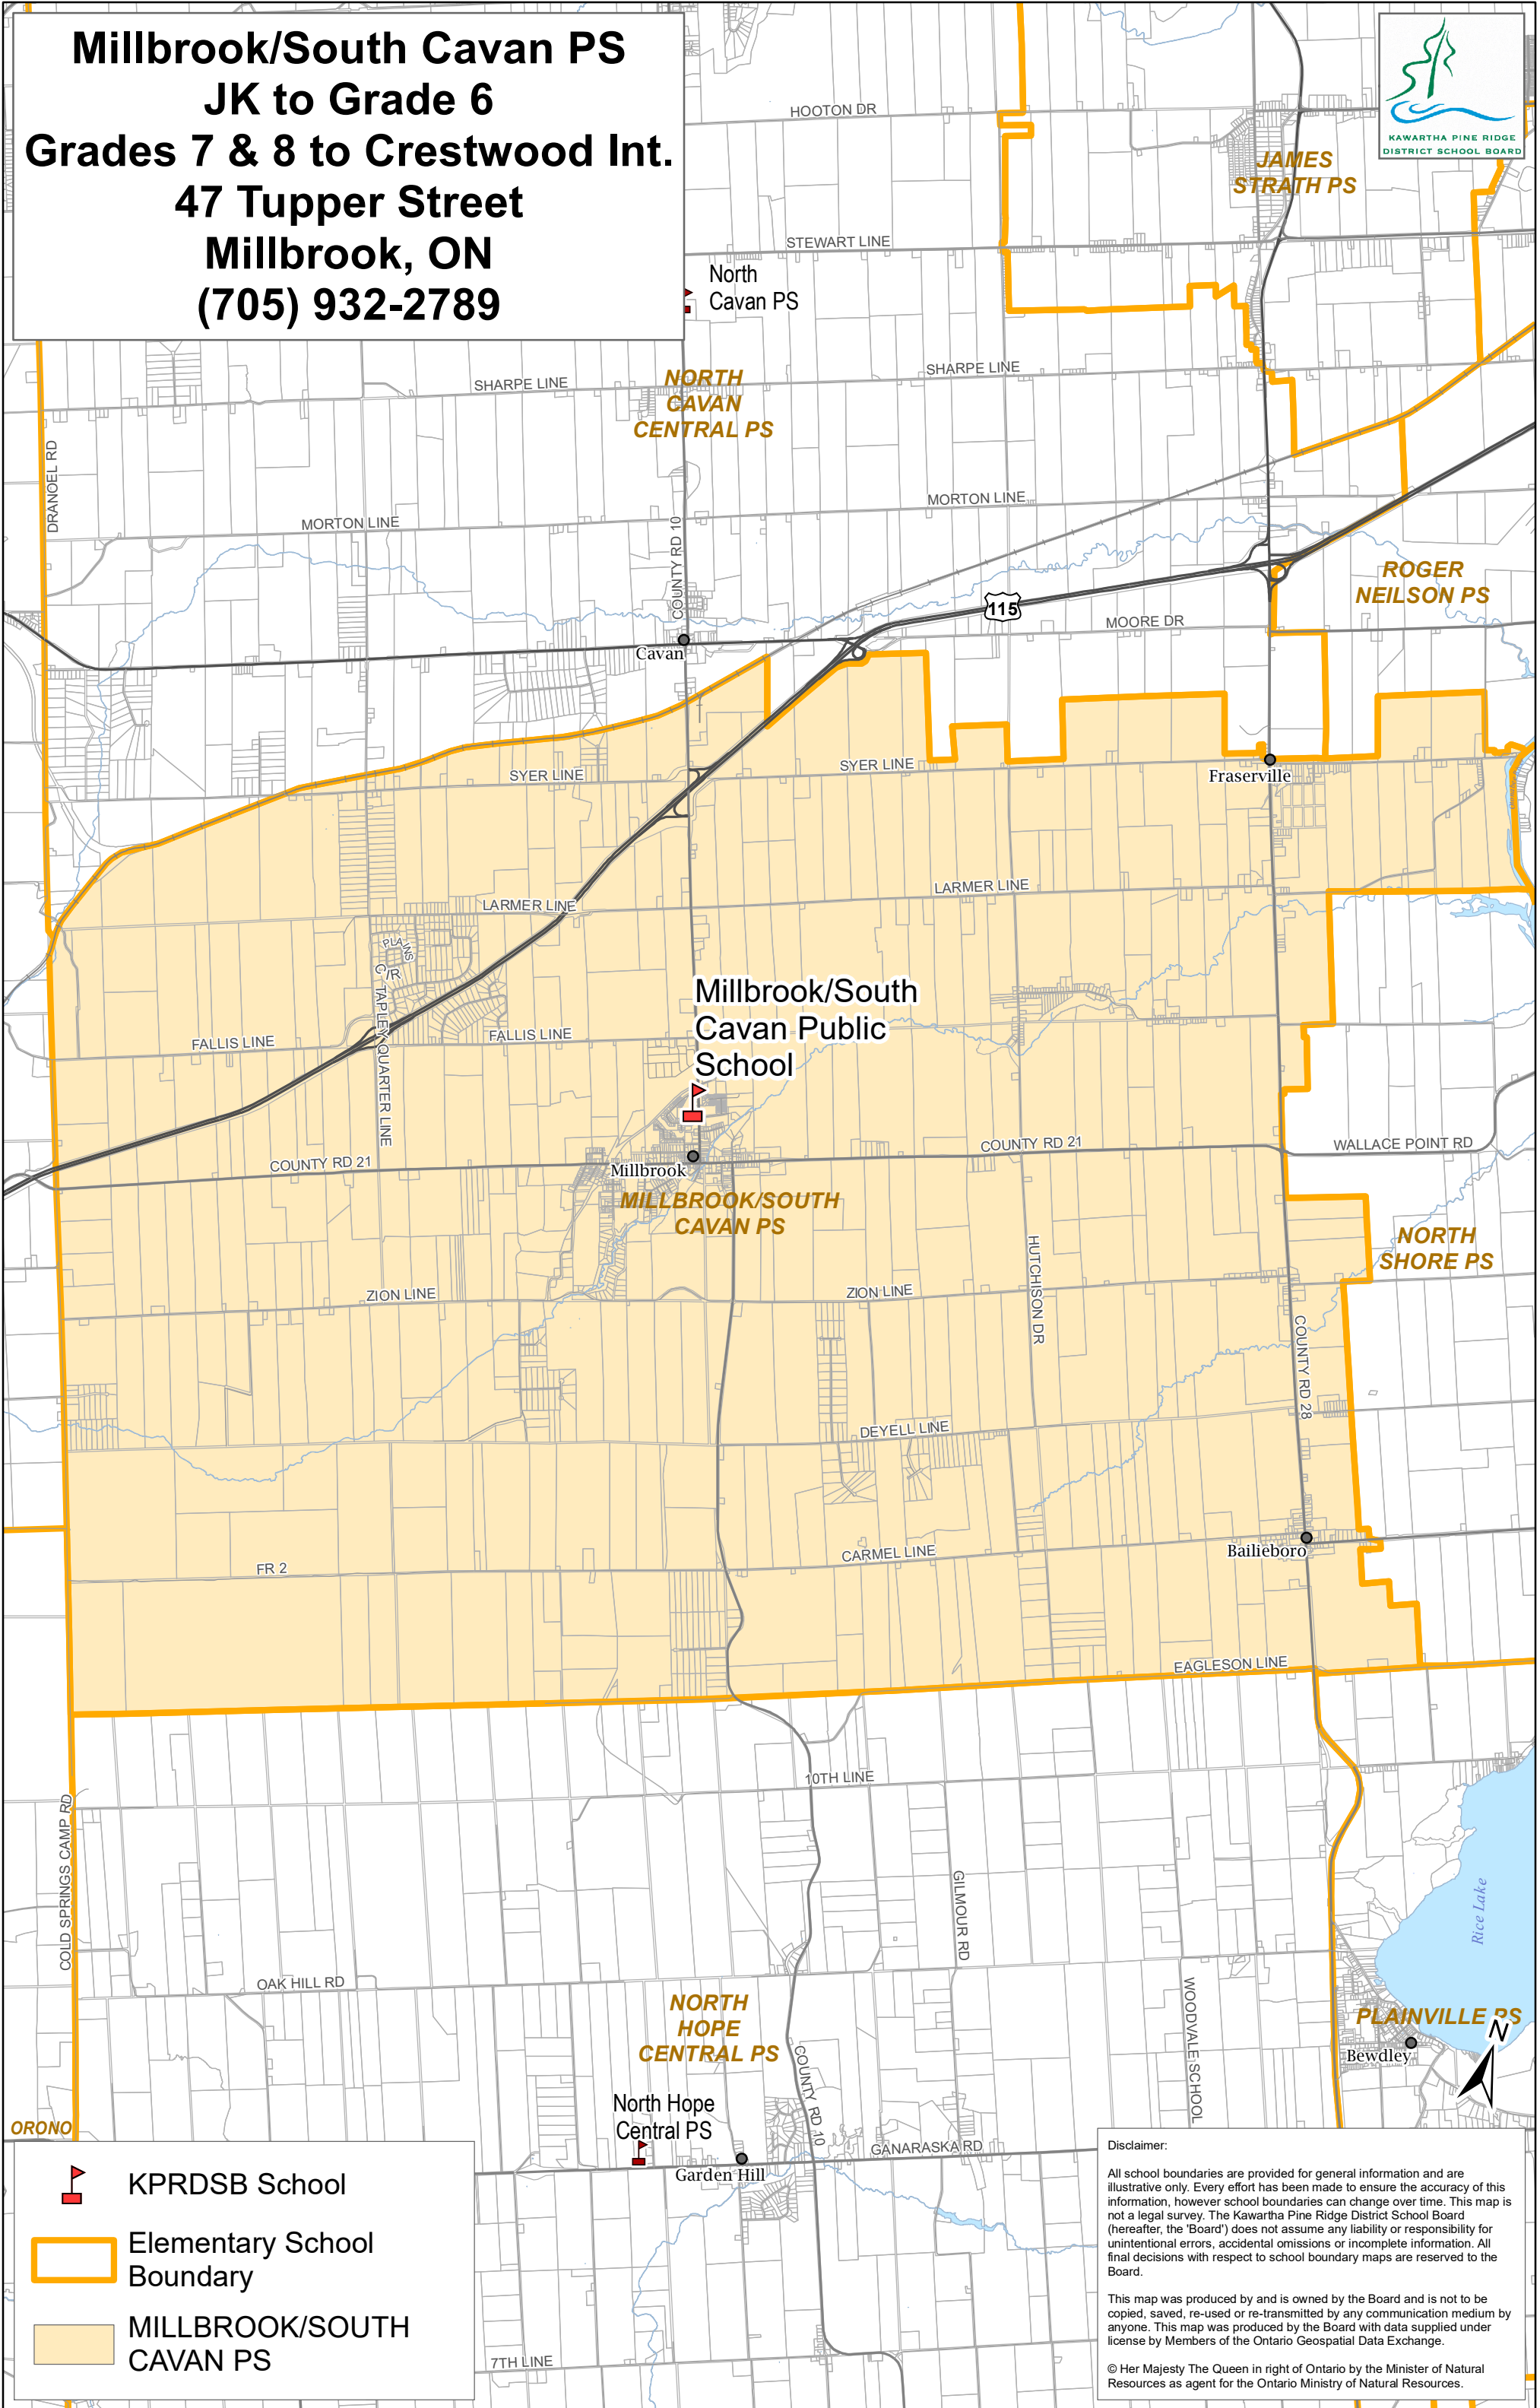 Millbrook/South Cavan PS
JK to Grade 6
Grades 7 & 8 to Crestwood Int.
47 Tupper Street
Millbrook, ON
(705) 932-2789
KAWARTHA PINE RIDGE
DISTRICT SCHOOL BOARD
HOOTON DR
JAMES
STRATH PS
STEWART LINE
North
Cavan PS
SHARPE LINE
NORTH
CAVAN
CENTRAL PS
SHARPE LINE
DRANOEL RD
MORTON LINE
MORTON LINE
COUNTY RD 10
ROGER
NEILSON PS
115
MOORE DR
Cavan
SYER LINE
SYER LINE
Fraserville
LARMER LINE
LARMER LINE
PLAINS
C/R
TAPLEY QUARTER LINE
Millbrook/South
Cavan Public
School
FALLIS LINE
FALLIS LINE
COUNTY RD 21
COUNTY RD 21
WALLACE POINT RD
Millbrook
MILLBROOK/SOUTH
CAVAN PS
NORTH
SHORE PS
HUTCHISON DR
ZION LINE
ZION LINE
COUNTY RD 28
DEYELL LINE
CARMEL LINE
Bailieboro
FR 2
EAGLESON LINE
10TH LINE
COLD SPRINGS CAMP RD
GILMOUR RD
Rice Lake
OAK HILL RD
WOODVALE SCHOOL
NORTH
HOPE
CENTRAL PS
PLAINVILLE PS
N
Bewdley
COUNTY RD 10
North Hope
Central PS
ORONO
GANARASKA RD
Garden Hill
7TH LINE
KPRDSB School
Elementary School
Boundary
MILLBROOK/SOUTH
CAVAN PS
Disclaimer:
All school boundaries are provided for general information and are
illustrative only. Every effort has been made to ensure the accuracy of this
information, however school boundaries can change over time. This map is
not a legal survey. The Kawartha Pine Ridge District School Board
(hereafter, the 'Board') does not assume any liability or responsibility for
unintentional errors, accidental omissions or incomplete information. All
final decisions with respect to school boundary maps are reserved to the
Board.
This map was produced by and is owned by the Board and is not to be
copied, saved, re-used or re-transmitted by any communication medium by
anyone. This map was produced by the Board with data supplied under
license by Members of the Ontario Geospatial Data Exchange.
© Her Majesty The Queen in right of Ontario by the Minister of Natural
Resources as agent for the Ontario Ministry of Natural Resources.